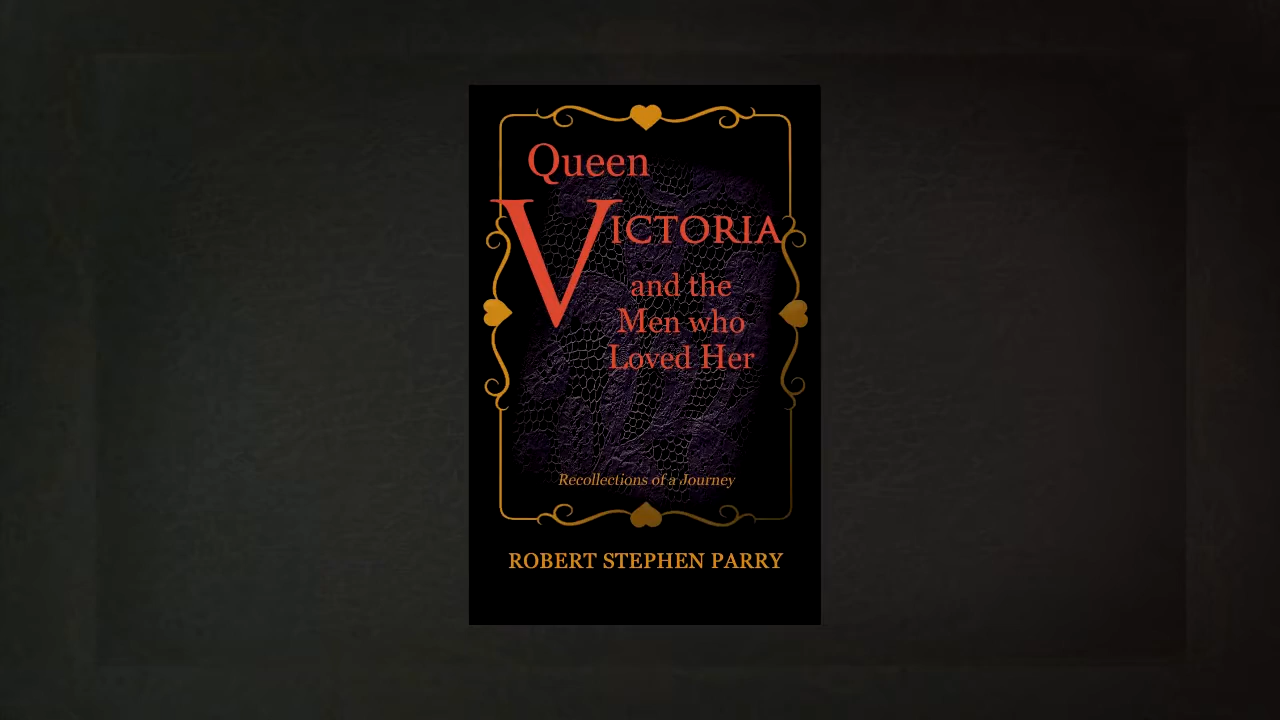 Queen
VICTORIA
and the
Men who
Loved Her
Recollections of a Journey
ROBERT STEPHEN PARRY